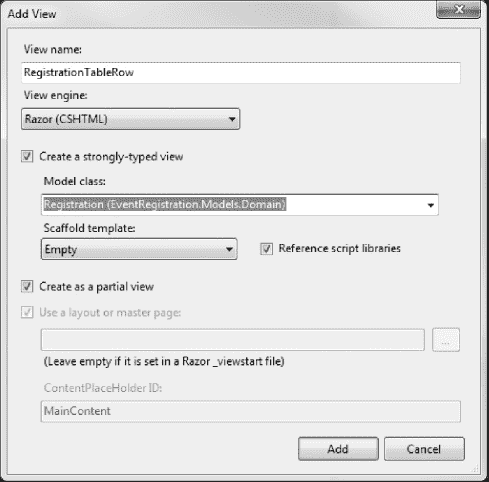 Add View
View name:
RegistrationTableRow
View engine:
Razor (CSHTML)
Create a strongly-typed view
Model class:
Registration (EventRegistration.Models.Domain)
Scaffold template:
Empty
Reference script libraries
Create as a partial view
Use a layout or master page:
...
(Leave empty if it is set in a Razor _viewstart file)
ContentPlaceHolder ID:
MainContent
Add
Cancel